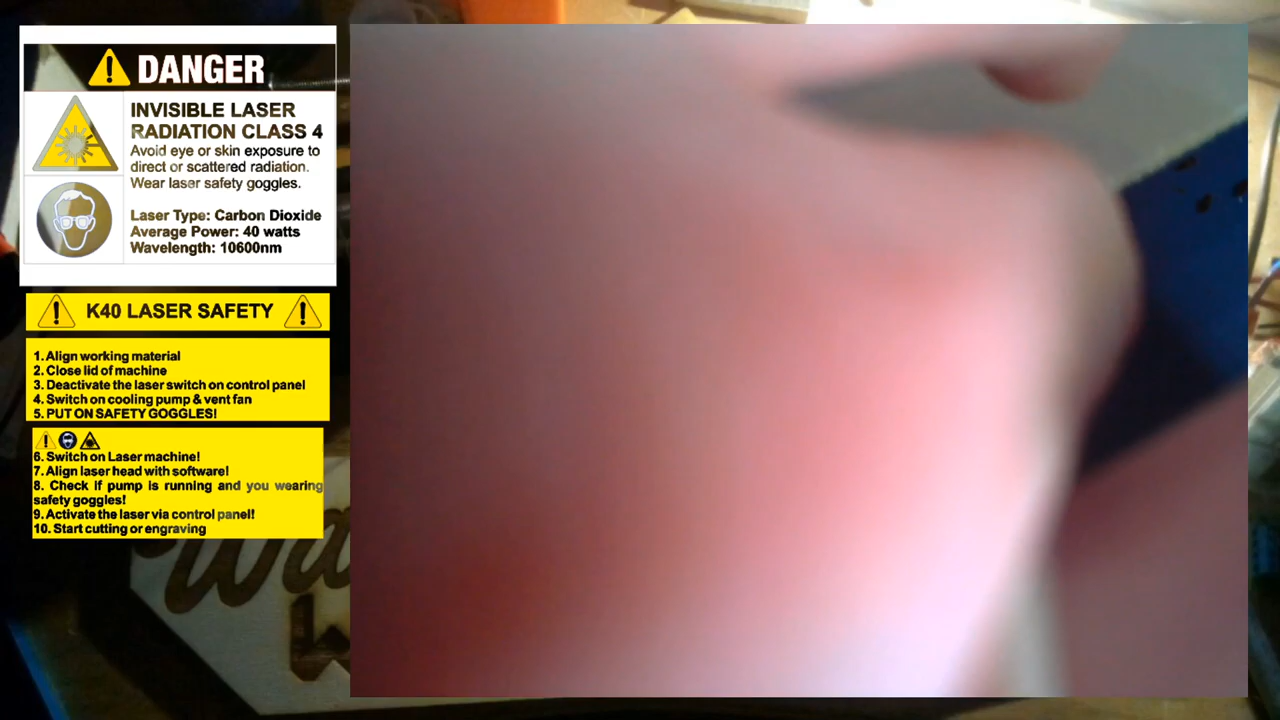 DANGER
INVISIBLE LASER
RADIATION CLASS 4
Avoid eye or skin exposure to
direct or scattered radiation.
Wear laser safety goggles.
Laser Type: Carbon Dioxide
Average Power: 40 watts
Wavelength: 10600nm
K40 LASER SAFETY
1. Align working material
2. Close lid of machine
3. Deactivate the laser switch on control panel
4. Switch on cooling pump & vent fan
5. PUT ON SAFETY GOGGLES!
6. Switch on Laser machine!
7. Align laser head with software!
8. Check if pump is running and you wearing
safety goggles!
9. Activate the laser via control panel!
10. Start cutting or engraving